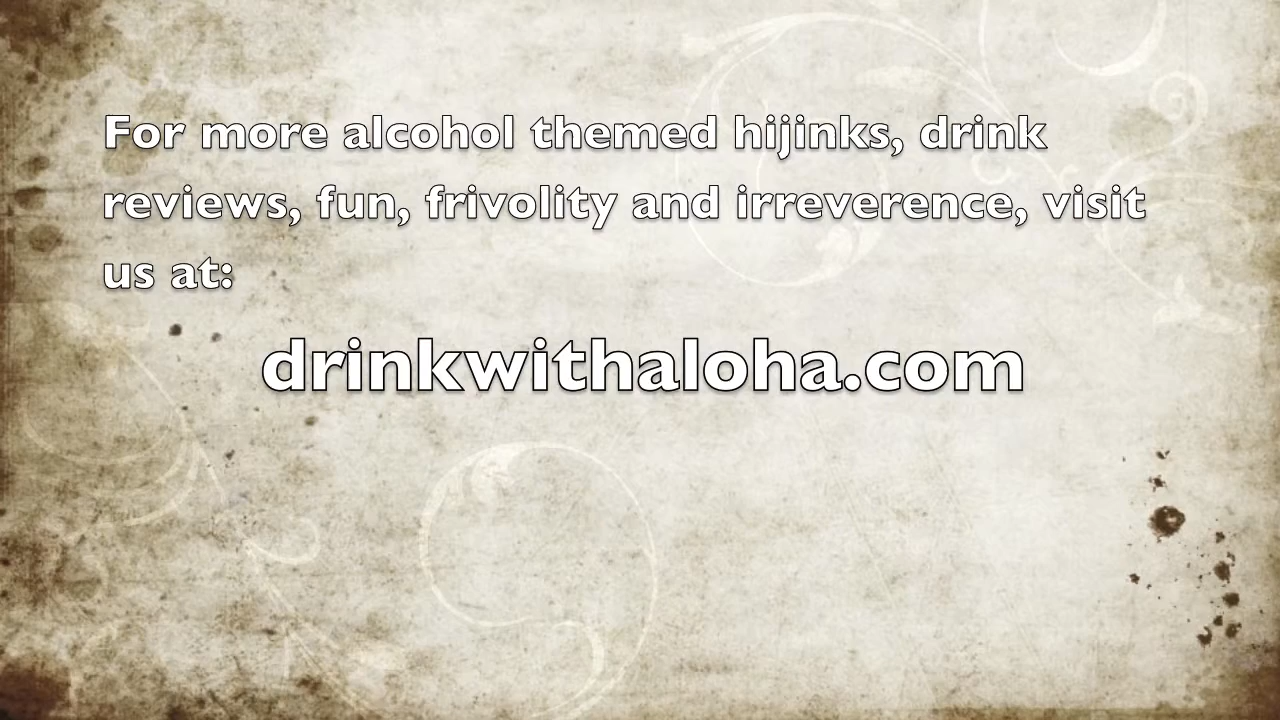 For more alcohol themed hijinks, drink
reviews, fun, frivolity and irreverence, visit
us at:
drinkwithaloha.com